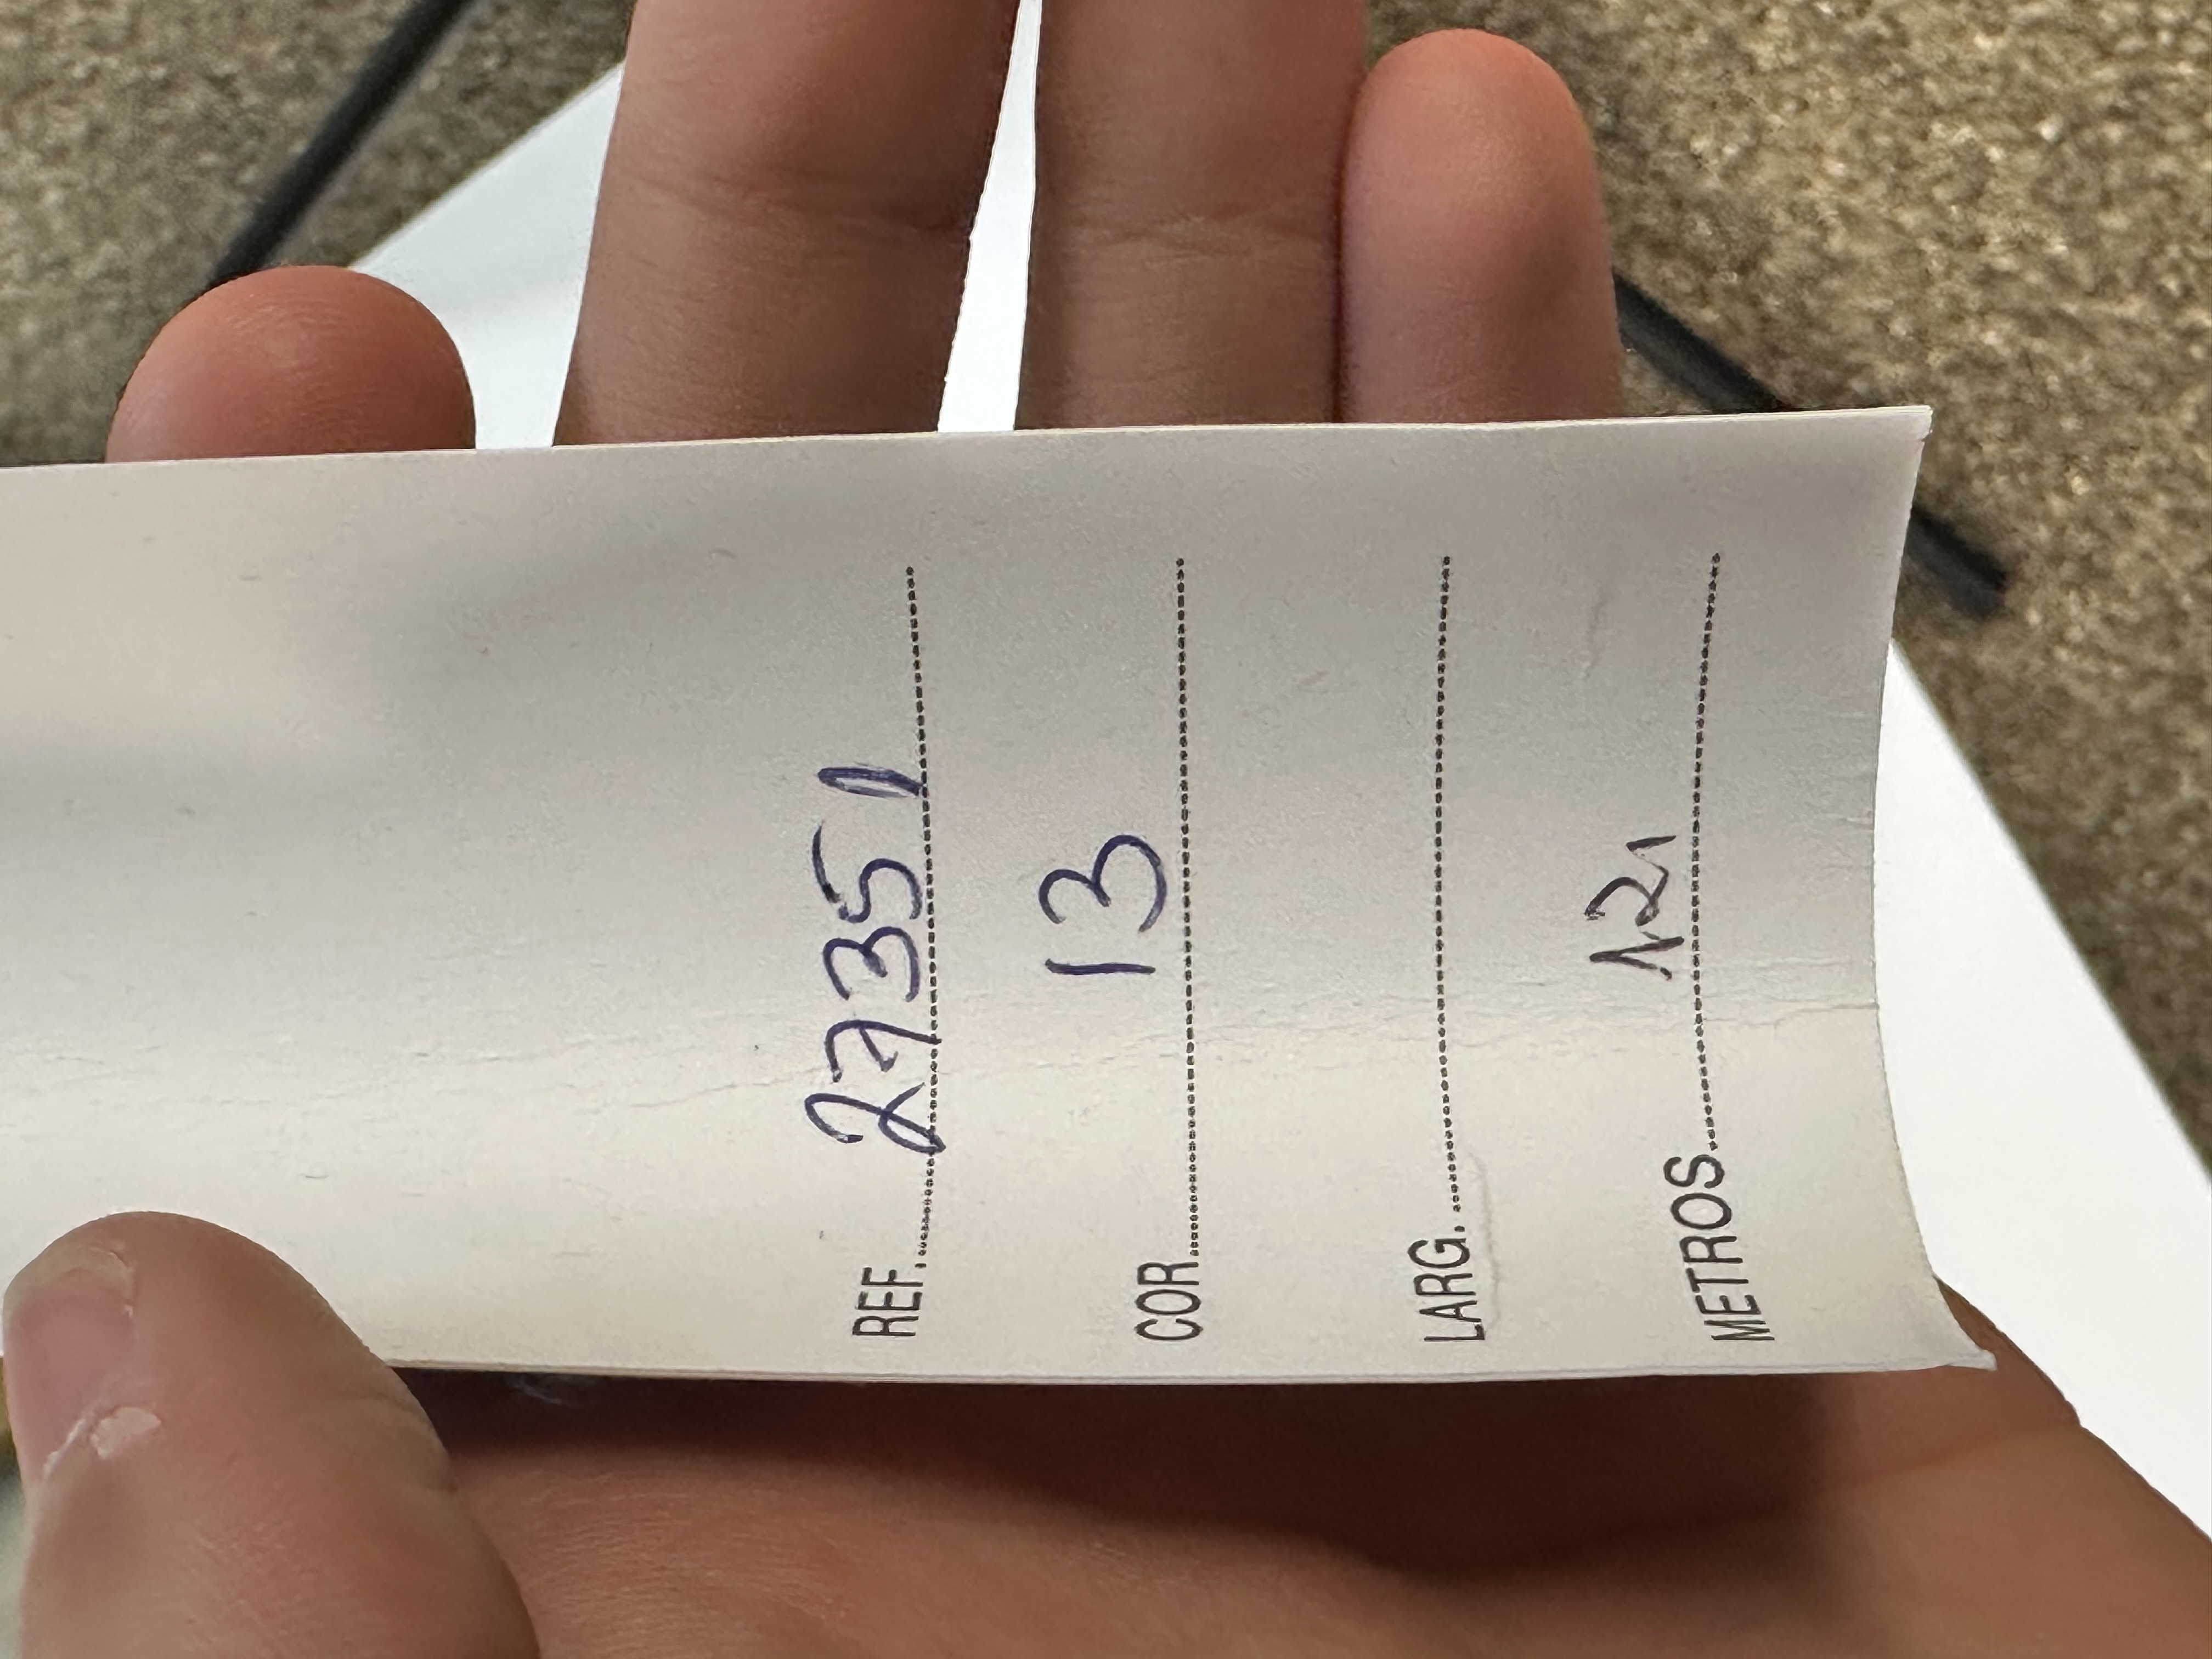 REF. 27351
COR 13
LARG.
METROS 121